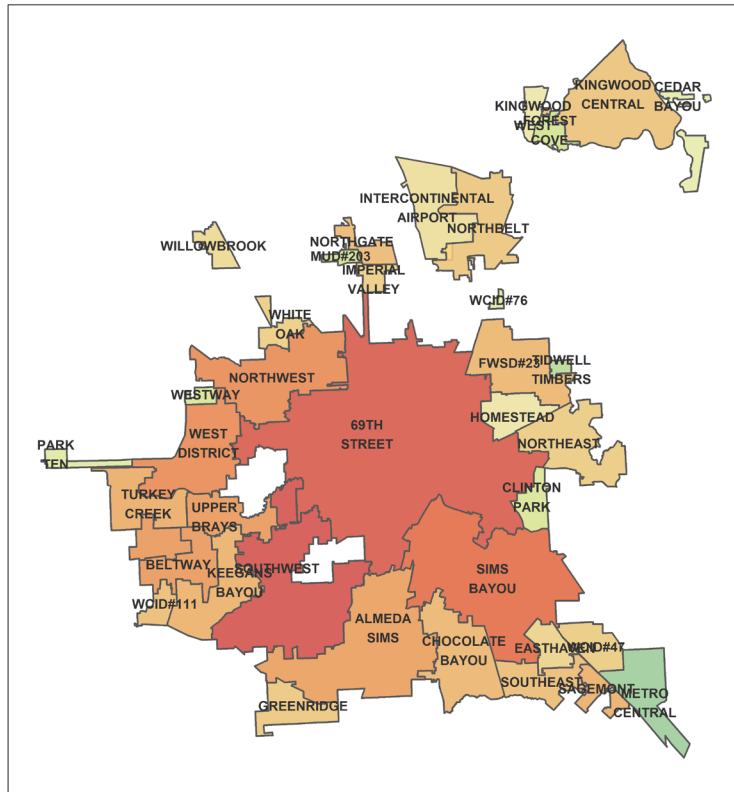 KINGWOOD
CENTRAL
CEDAR
BAYOU
KINGWOOD
WEST
FOREST
COVE
INTERCONTINENTAL
AIRPORT
NORTHBELT
WILLOWBROOK
NORTHGATE
MUD#203
IMPERIAL
VALLEY
WCID#76
WHITE
OAK
FWSD#23
TIDWELL
TIMBERS
NORTHWEST
WESTWAY
HOMESTEAD
69TH
STREET
WEST
DISTRICT
NORTHEAST
PARK
TEN
CLINTON
PARK
TURKEY
CREEK
UPPER
BRAYS
BELTWAY
KEEGANS
BAYOU
SOUTHWEST
SIMS
BAYOU
WCID#111
ALMEDA
SIMS
CHOCOLATE
BAYOU
EASTHAVEN
WCID#47
SOUTHEAST
SAGEMONT
METRO
CENTRAL
GREENRIDGE